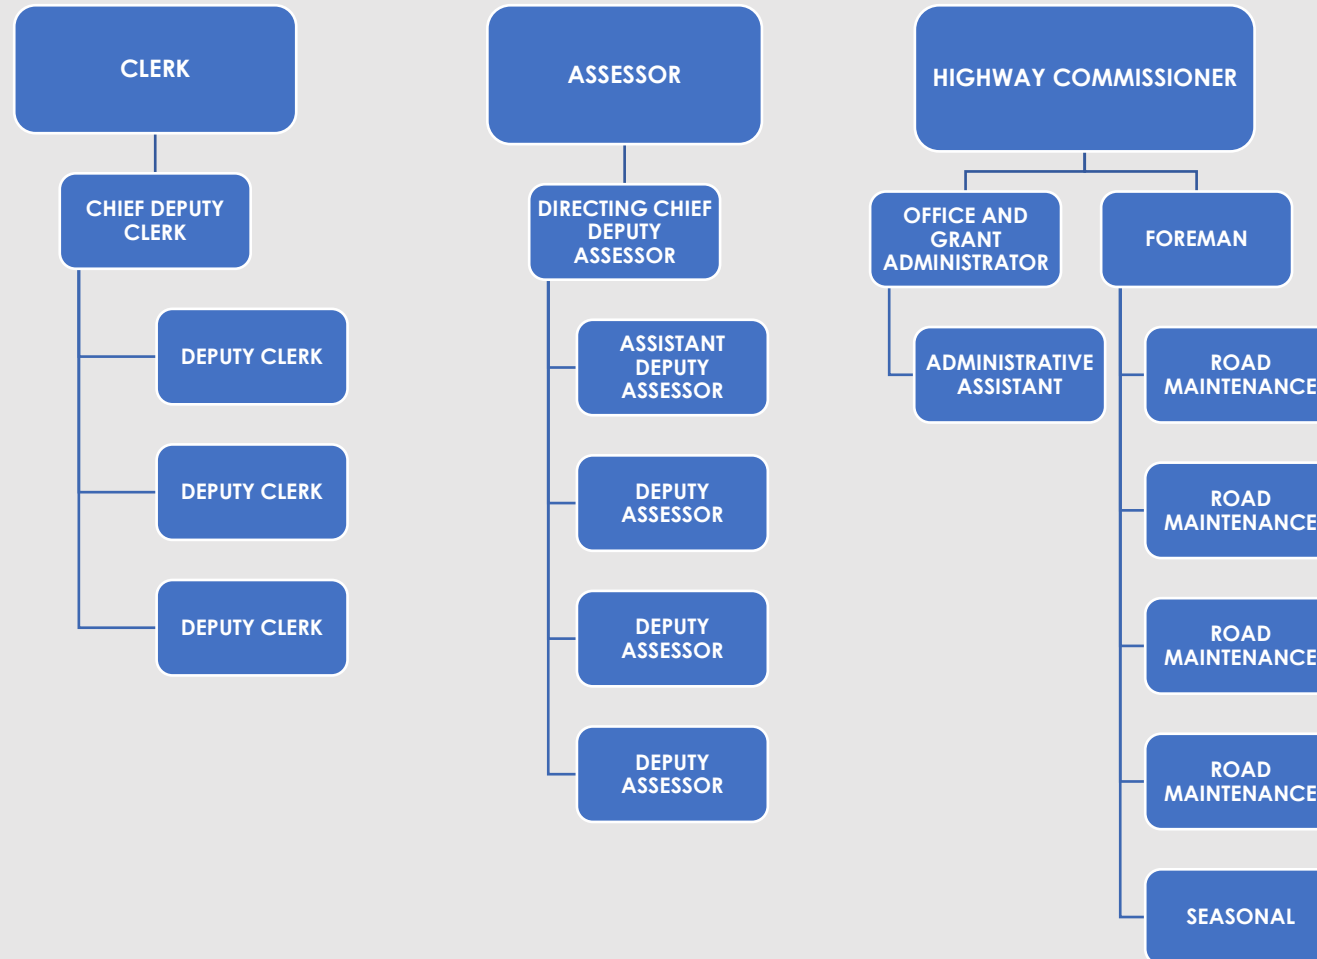 CLERK
CHIEF DEPUTY
CLERK
DEPUTY CLERK
DEPUTY CLERK
DEPUTY CLERK
ASSESSOR
DIRECTING CHIEF
DEPUTY
ASSESSOR
ASSISTANT
DEPUTY
ASSESSOR
DEPUTY
ASSESSOR
DEPUTY
ASSESSOR
DEPUTY
ASSESSOR
HIGHWAY COMMISSIONER
OFFICE AND
GRANT
ADMINISTRATOR
ADMINISTRATIVE
ASSISTANT
FOREMAN
ROAD
MAINTENANCE
ROAD
MAINTENANCE
ROAD
MAINTENANCE
ROAD
MAINTENANCE
SEASONAL